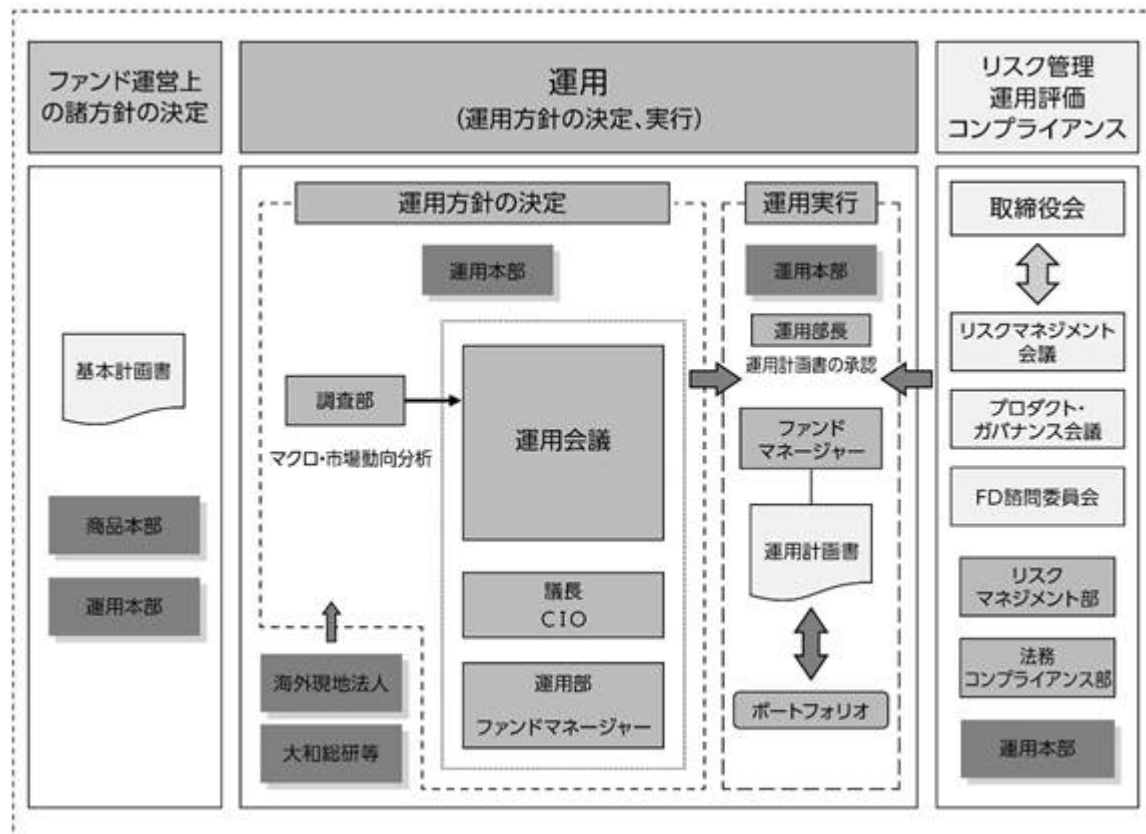 ファンド運営上
の諸方針の決定
運用
(運用方針の決定、実行)
リスク管理
運用評価
コンプライアンス
基本計画書
商品本部
運用本部
運用方針の決定
運用本部
調査部
マクロ・市場動向分析
運用会議
議長
CIO
運用部
ファンドマネージャー
海外現地法人
大和総研等
運用実行
運用本部
運用部長
運用計画書の承認
ファンド
マネージャー
運用計画書
ポートフォリオ
取締役会
リスクマネジメント
会議
プロダクト・
ガバナンス会議
FD諮問委員会
リスク
マネジメント部
法務
コンプライアンス部
運用本部